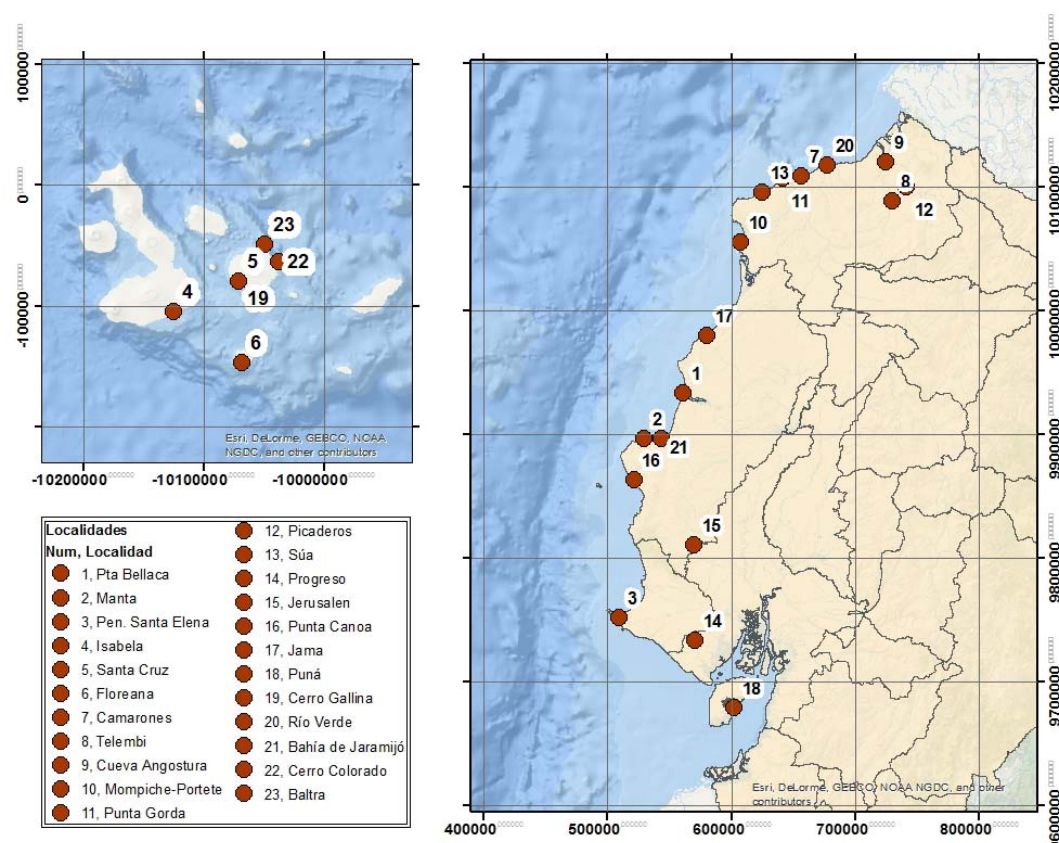 100000
0
-100000
23
5
22
4
19
6
Esri, DeLorme, GEBCO, NOAA
NGDC, and other contributors
-10200000 -10100000 -10000000
Localidades
Num, Localidad
1, Pta Bellaca
2, Manta
3, Pen. Santa Elena
4, Isabela
5, Santa Cruz
6, Floreana
7, Camarones
8, Telembi
9, Cueva Angostura
10, Mompiche-Portete
11, Punta Gorda
12, Picaderos
13, Súa
14, Progreso
15, Jerusalen
16, Punta Canoa
17, Jama
18, Puná
19, Cerro Gallina
20, Río Verde
21, Bahía de Jaramijó
22, Cerro Colorado
23, Baltra
20
9
7
13
8
11
12
10
17
1
2
21
16
15
3
14
18
Esri, DeLorme, GEBCO, NOAA NGDC, and other
contributors
400000 500000 600000 700000 800000
10200000
10100000
10000000
9900000
9800000
9700000
9600000